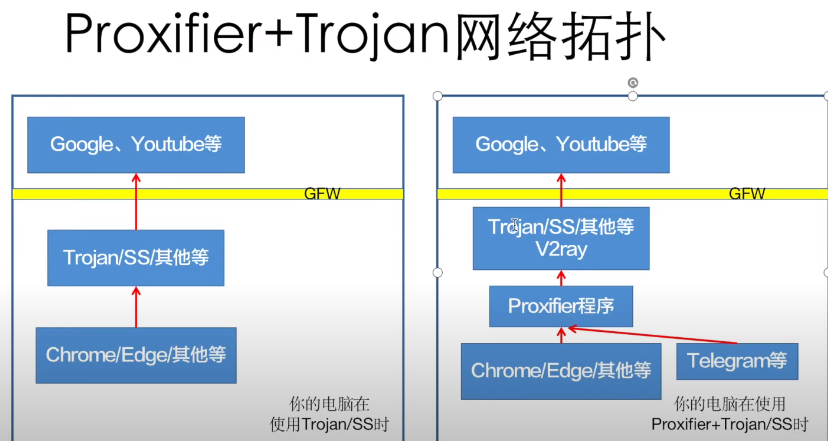 Proxifier+Trojan网络拓扑
Google、Youtube等
GFW
Trojan/SS/其他等
Chrome/Edge/其他等
你的电脑在
使用Trojan/SS时
Google、Youtube等
GFW
Trojan/SS/其他等
V2ray
Proxifier程序
Chrome/Edge/其他等
Telegram等
你的电脑在使用
Proxifier+Trojan/SS时